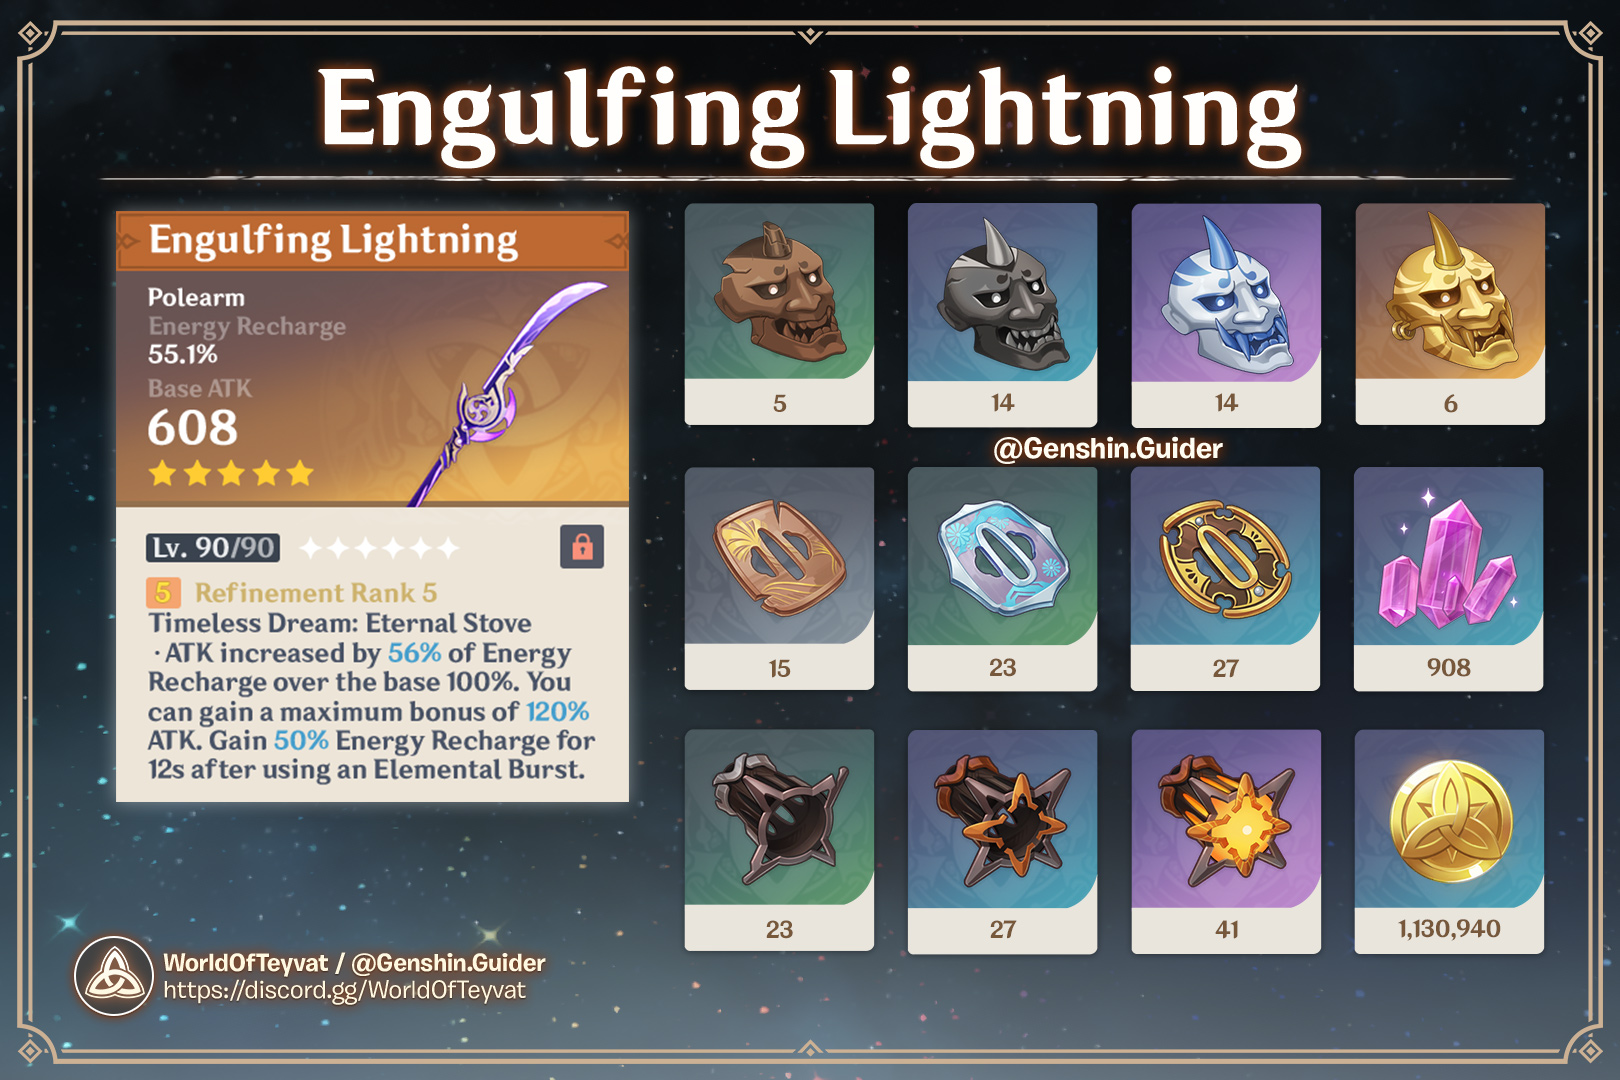 Engulfing Lightning
Engulfing Lightning
Polearm
Energy Recharge
55.1%
Base ATK
608
Lv. 90/90
5 Refinement Rank 5
Timeless Dream: Eternal Stove
· ATK increased by 56% of Energy
Recharge over the base 100%. You
can gain a maximum bonus of 120%
ATK. Gain 50% Energy Recharge for
12s after using an Elemental Burst.
5
14
14
6
@Genshin.Guider
15
23
27
908
23
27
41
1,130,940
WorldOfTeyvat / @Genshin.Guider
https://discord.gg/WorldOfTeyvat